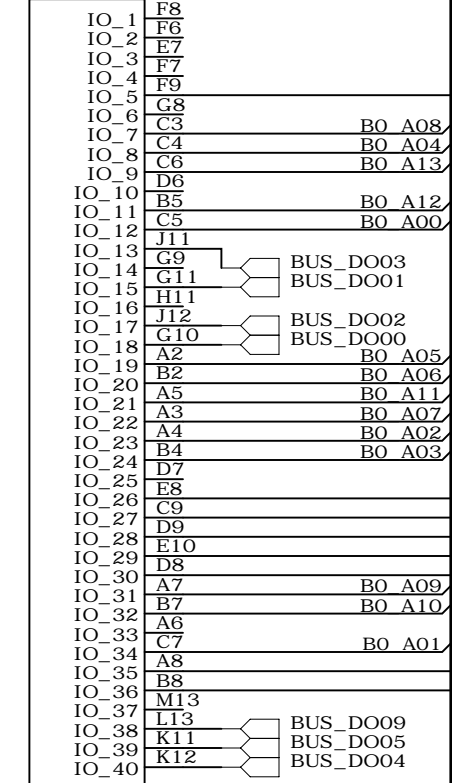 IO_1 F8
IO_2 F6
IO_3 E7
IO_4 F7
IO_5 F9
IO_6 G8
IO_7 C3 B0_A08
IO_8 C4 B0_A04
IO_9 C6 B0_A13
IO_10 D6
IO_11 B5 B0_A12
IO_12 C5 B0_A00
IO_13 J11 BUS_DO03
IO_14 G9
IO_15 G11 BUS_DO01
IO_16 H11
IO_17 J12 BUS_DO02
IO_18 G10 BUS_DO00
IO_19 A2 B0_A05
IO_20 B2 B0_A06
IO_21 A5 B0_A11
IO_22 A3 B0_A07
IO_23 A4 B0_A02
IO_24 B4 B0_A03
IO_25 D7
IO_26 E8
IO_27 C9
IO_28 D9
IO_29 E10
IO_30 D8
IO_31 A7 B0_A09
IO_32 B7 B0_A10
IO_33 A6
IO_34 C7 B0_A01
IO_35 A8
IO_36 B8
IO_37 M13
IO_38 L13 BUS_DO09
IO_39 K11 BUS_DO05
IO_40 K12 BUS_DO04